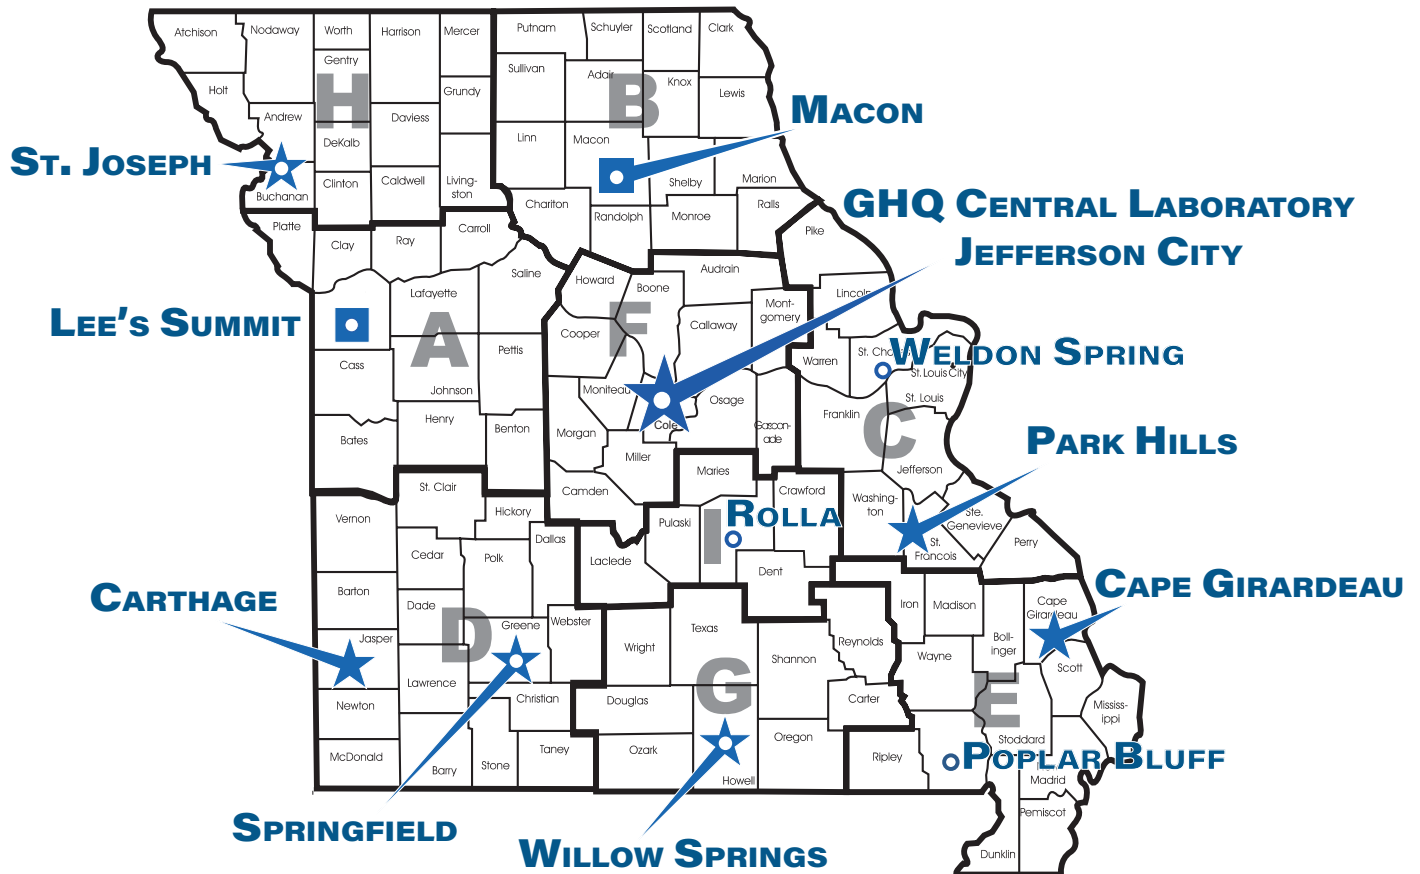 Atchison
Nodaway
Worth
Harrison
Mercer
Putnam
Schuyler
Scotland
Clark
Gentry
Sullivan
Adair
Knox
Holt
Grundy
Lewis
H
B
Andrew
Daviess
MACON
DeKalb
Linn
Macon
ST. JOSEPH
Clinton
Caldwell
Living-
ston
Shelby
Marion
Buchanan
Chariton
Randolph
Monroe
Ralls
GHQ CENTRAL LABORATORY
JEFFERSON CITY
Platte
Clay
Ray
Carroll
Pike
Saline
Howard
Boone
Audrain
Lafayette
Lincoln
Mont-
gomery
LEE'S SUMMIT
A
F
Cooper
Callaway
Pettis
Cass
Johnson
Warren
St. Charles
WELDON SPRING
St. Louis City
St. Louis
Moniteau
Osage
Cole
Gascon-
ade
Franklin
C
Henry
Benton
Bates
Morgan
Miller
PARK HILLS
Maries
Jefferson
St. Clair
Camden
Crawford
Washing-
ton
Hickory
Vernon
Pulaski
I
ROLLA
Ste.
Genevieve
Dallas
Cedar
Polk
Laclede
Dent
St.
Francois
Perry
Barton
CARTHAGE
CAPE GIRARDEAU
Dade
D
Greene
Webster
Texas
Iron
Madison
Cape
Girardeau
Jasper
Wright
Reynolds
Boll-
inger
Shannon
Wayne
Scott
Lawrence
G
E
Newton
Christian
Douglas
Carter
Mississ-
ippi
McDonald
Barry
Stone
Taney
Ozark
Howell
Oregon
Ripley
Stoddard
POPLAR BLUFF
Madrid
Pemiscot
Dunklin
SPRINGFIELD
WILLOW SPRINGS